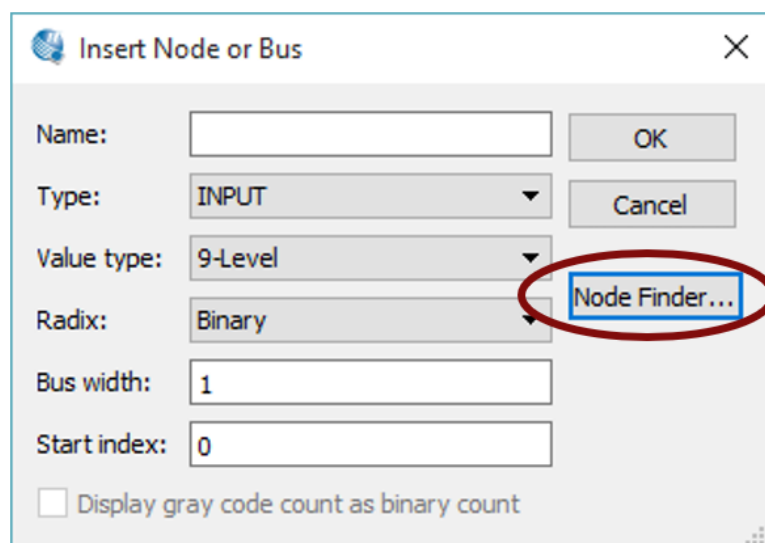 Insert Node or Bus
Name:
OK
Type:
INPUT
Cancel
Value type:
9-Level
Node Finder...
Radix:
Binary
Bus width:
1
Start index:
0
Display gray code count as binary count